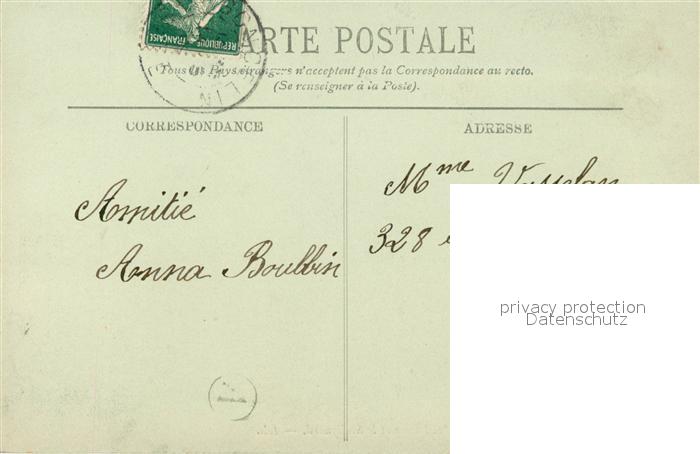 RÉPUBLIQUE FRANÇAISE
CARTE POSTALE
Tous les Pays étrangers n'acceptent pas la Correspondance au recto.
(Se renseigner à la Poste).
CORRESPONDANCE
ADRESSE
Amitié
Anna Boulbin
Mme
328
privacy protection
Datenschutz